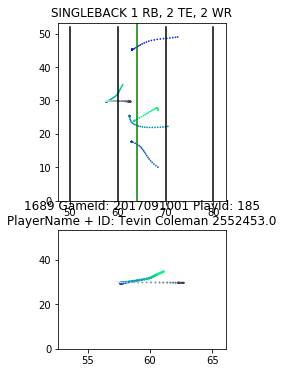 SINGLEBACK 1 RB, 2 TE, 2 WR
50
40
30
20
10
0
50 60 70 80
1689 GameId: 2017091001 PlayId: 185
PlayerName + ID: Tevin Coleman 2552453.0
40
20
0
55 60 65